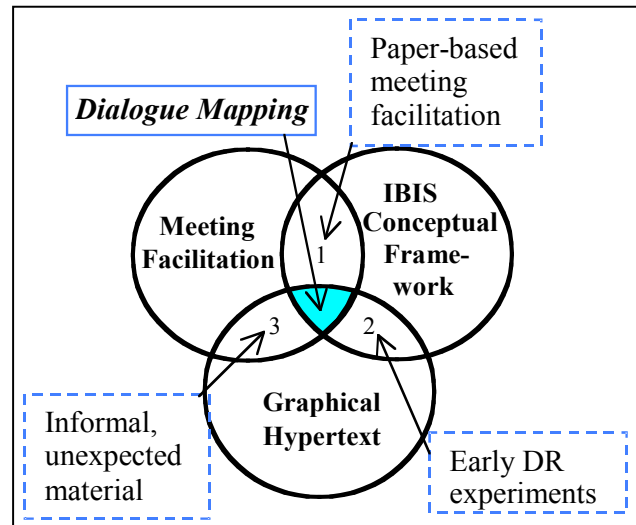 Paper-based
meeting
facilitation
Dialogue Mapping
Meeting
Facilitation
IBIS
Conceptual
Frame-
work
1
3
2
Graphical
Hypertext
Informal,
unexpected
material
Early DR
experiments